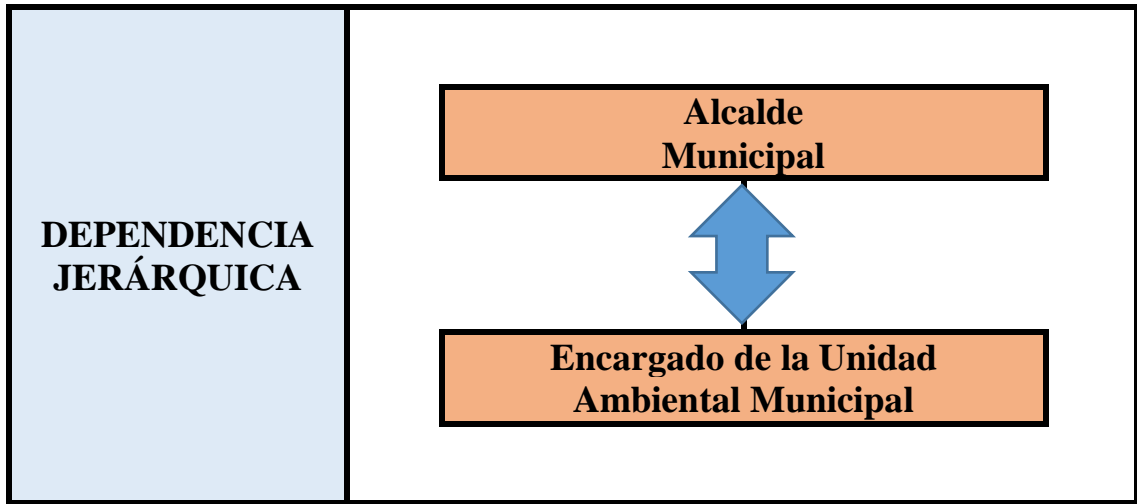 DEPENDENCIA
JERÁRQUICA
Alcalde
Municipal
Encargado de la Unidad
Ambiental Municipal